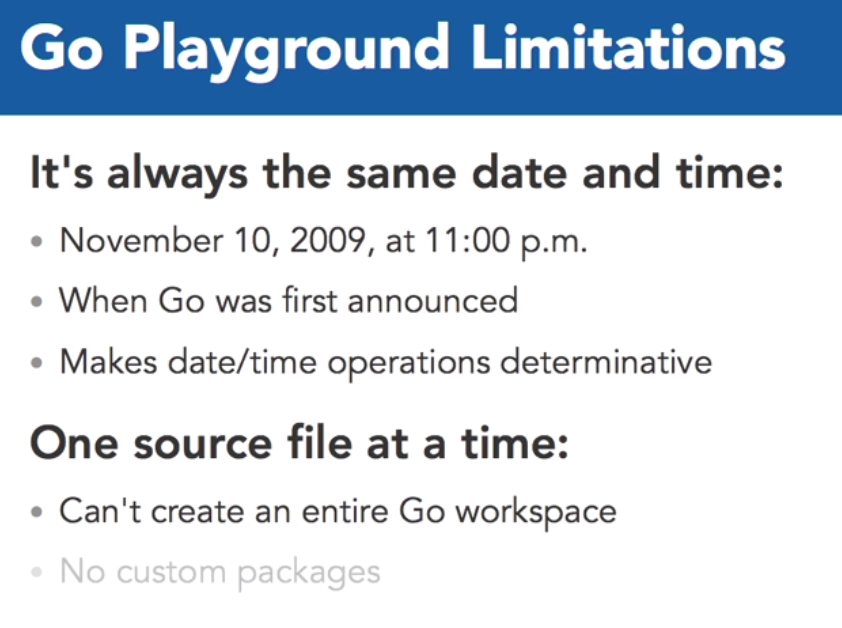 Go Playground Limitations
It's always the same date and time:
• November 10, 2009, at 11:00 p.m.
• When Go was first announced
• Makes date/time operations determinative
One source file at a time:
• Can't create an entire Go workspace
• No custom packages